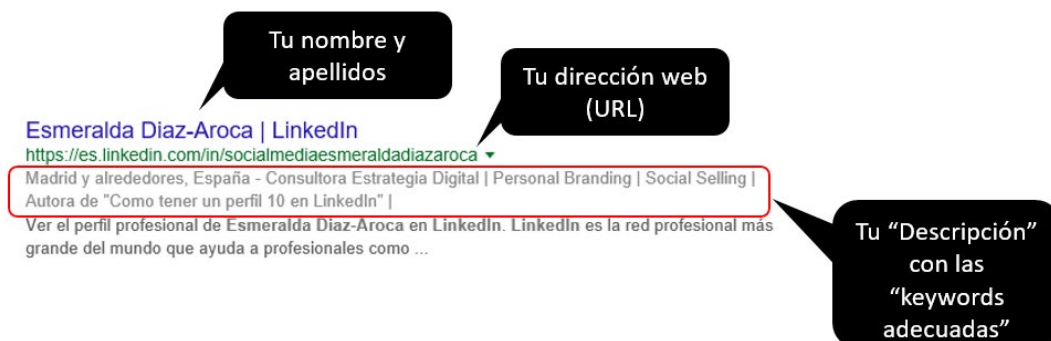 Tu nombre y
apellidos
Tu dirección web
(URL)
Esmeralda Diaz-Aroca | LinkedIn
https://es.linkedin.com/in/socialmediaesmeraldadiazaroca
Madrid y alrededores, España - Consultora Estrategia Digital | Personal Branding | Social Selling |
Autora de "Como tener un perfil 10 en LinkedIn" |
Ver el perfil profesional de Esmeralda Diaz-Aroca en LinkedIn. LinkedIn es la red profesional más
grande del mundo que ayuda a profesionales como ...
Tu “Descripción”
con las
“keywords
adecuadas”